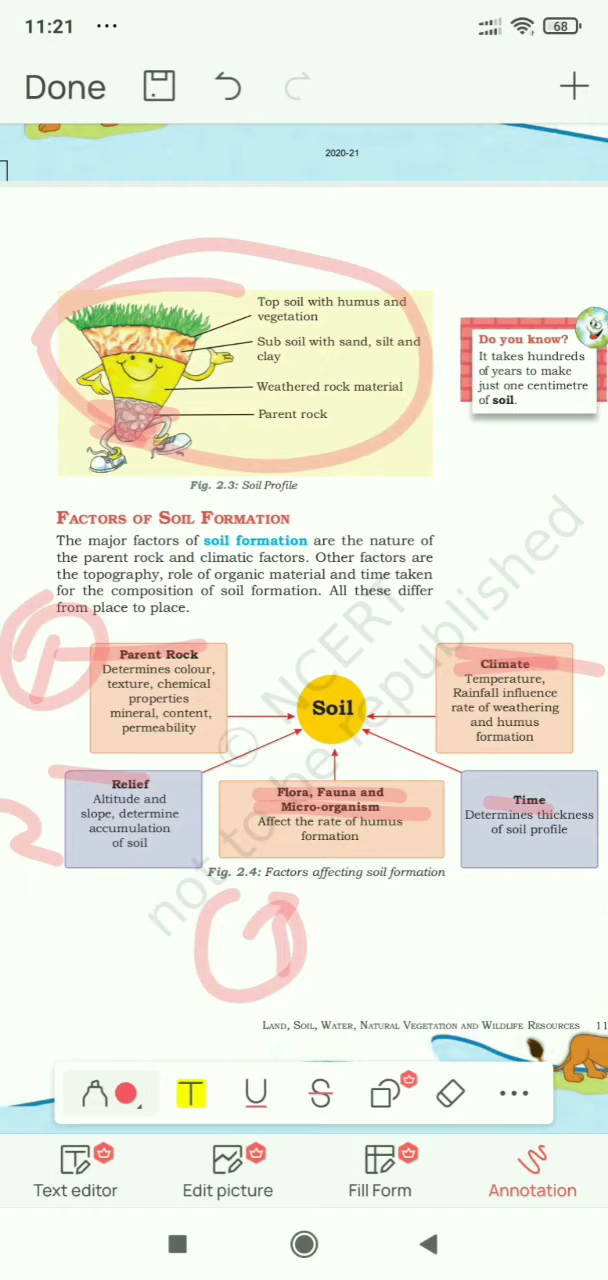 11:21 ...
68
Done
2020-21
Top soil with humus and
vegetation
Sub soil with sand, silt and
clay
Weathered rock material
Parent rock
Fig. 2.3: Soil Profile
Do you know?
It takes hundreds
of years to make
just one centimetre
of soil.
FACTORS OF SOIL FORMATION
The major factors of soil formation are the nature of
the parent rock and climatic factors. Other factors are
the topography, role of organic material and time taken
for the composition of soil formation. All these differ
from place to place.
Parent Rock
Determines colour,
texture, chemical
properties
mineral, content,
permeability
Soil
Climate
Temperature,
Rainfall influence
rate of weathering
and humus
formation
Relief
Altitude and
slope, determine
accumulation
of soil
Flora, Fauna and
Micro-organism
Affect the rate of humus
formation
Time
Determines thickness
of soil profile
Fig. 2.4: Factors affecting soil formation
© NCERT
not to be republished
LAND, SOIL, WATER, NATURAL VEGETATION AND WILDLIFE RESOURCES 11
T U S
Text editor
Edit picture
Fill Form
Annotation